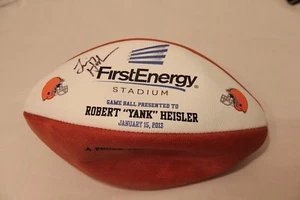 FirstEnergy
STADIUM
GAME BALL PRESENTED TO
ROBERT "YANK" HEISLER
JANUARY 15, 2013